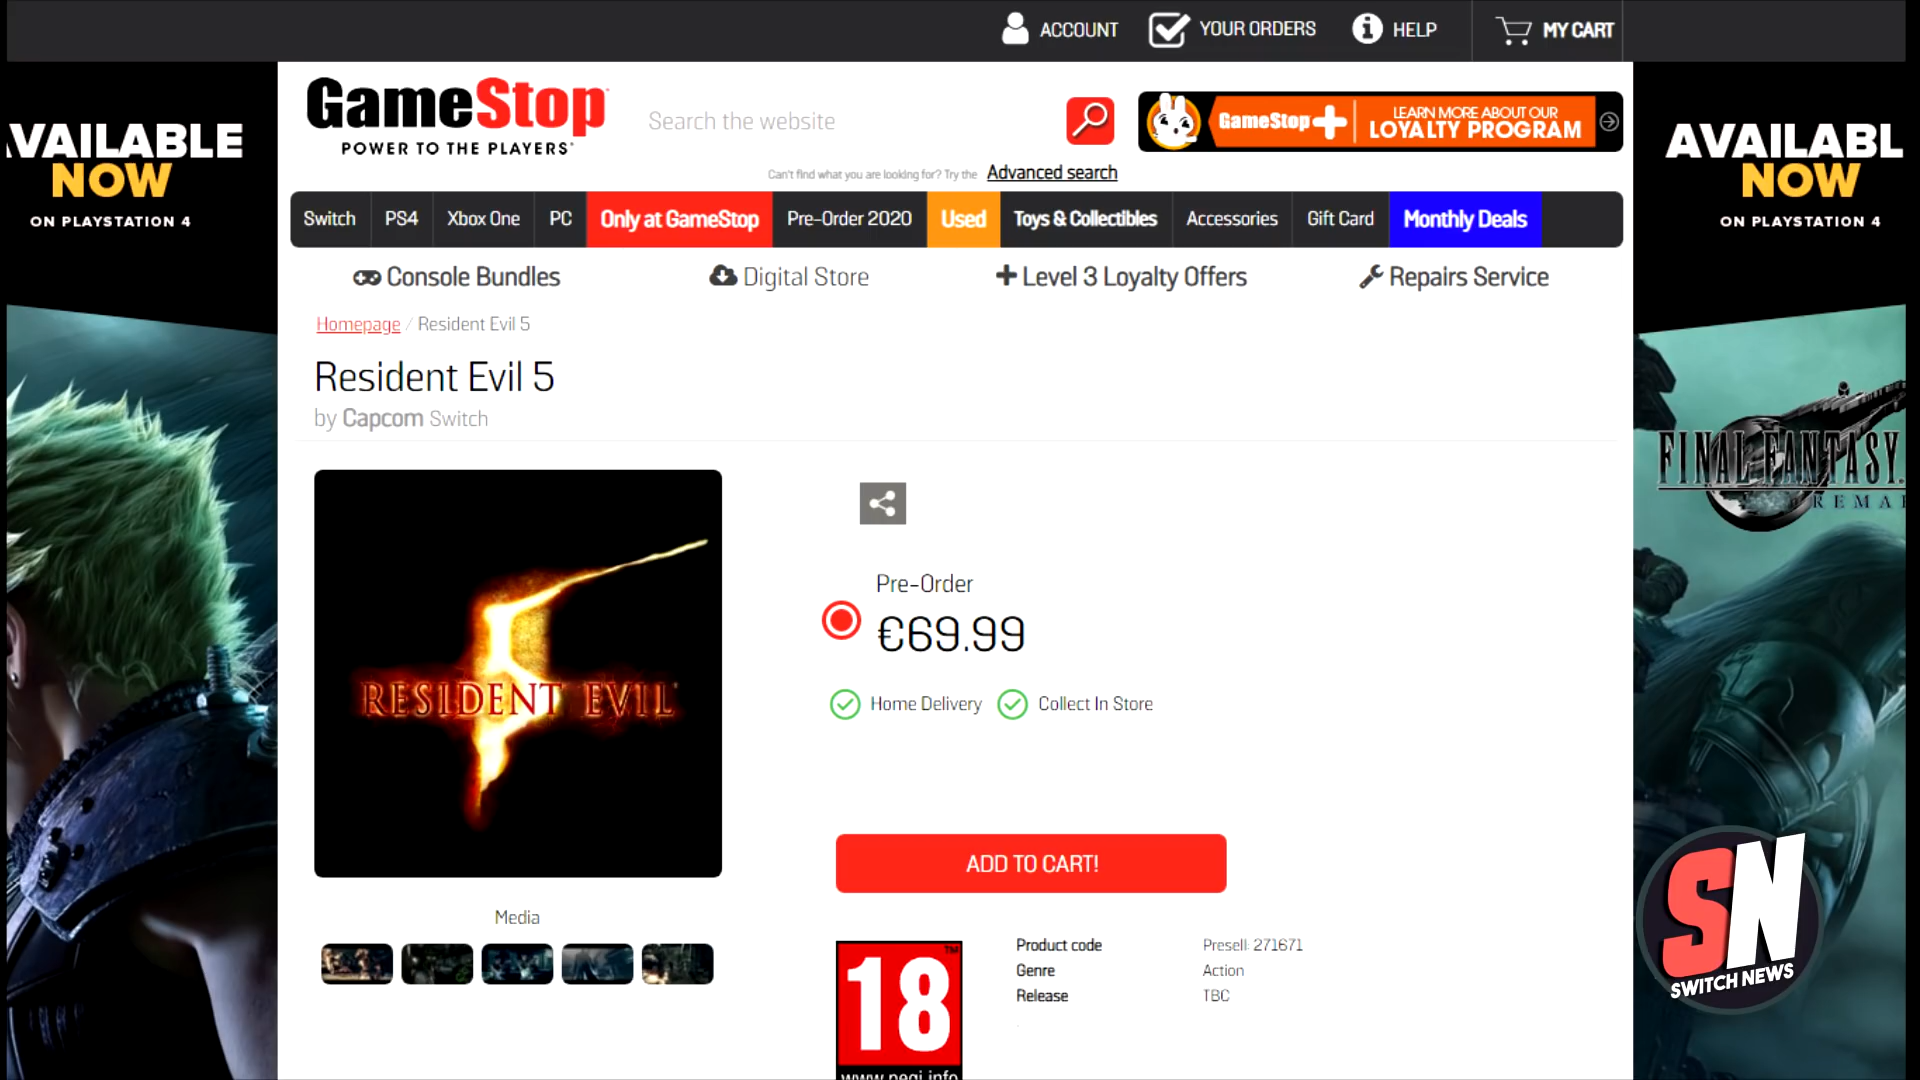 ACCOUNT
YOUR ORDERS
HELP
MY CART
VAILABLE
NOW
ON PLAYSTATION 4
GameStop
POWER TO THE PLAYERS
Search the website
GameStop+
LEARN MORE ABOUT OUR
LOYALTY PROGRAM
Can't find what you are looking for? Try the Advanced search
AVAILABL
NOW
ON PLAYSTATION 4
Switch
PS4
Xbox One
PC
Only at GameStop
Pre-Order 2020
Used
Toys & Collectibles
Accessories
Gift Card
Monthly Deals
Console Bundles
Digital Store
Level 3 Loyalty Offers
Repairs Service
Homepage / Resident Evil 5
Resident Evil 5
by Capcom Switch
5
RESIDENT EVIL
FINAL FANTASY
REMA
Pre-Order
€69.99
Home Delivery
Collect In Store
ADD TO CART!
Media
18
TM
www.pegi.info
Product code Presell: 271671
Genre Action
Release TBC
SN
SWITCH NEWS